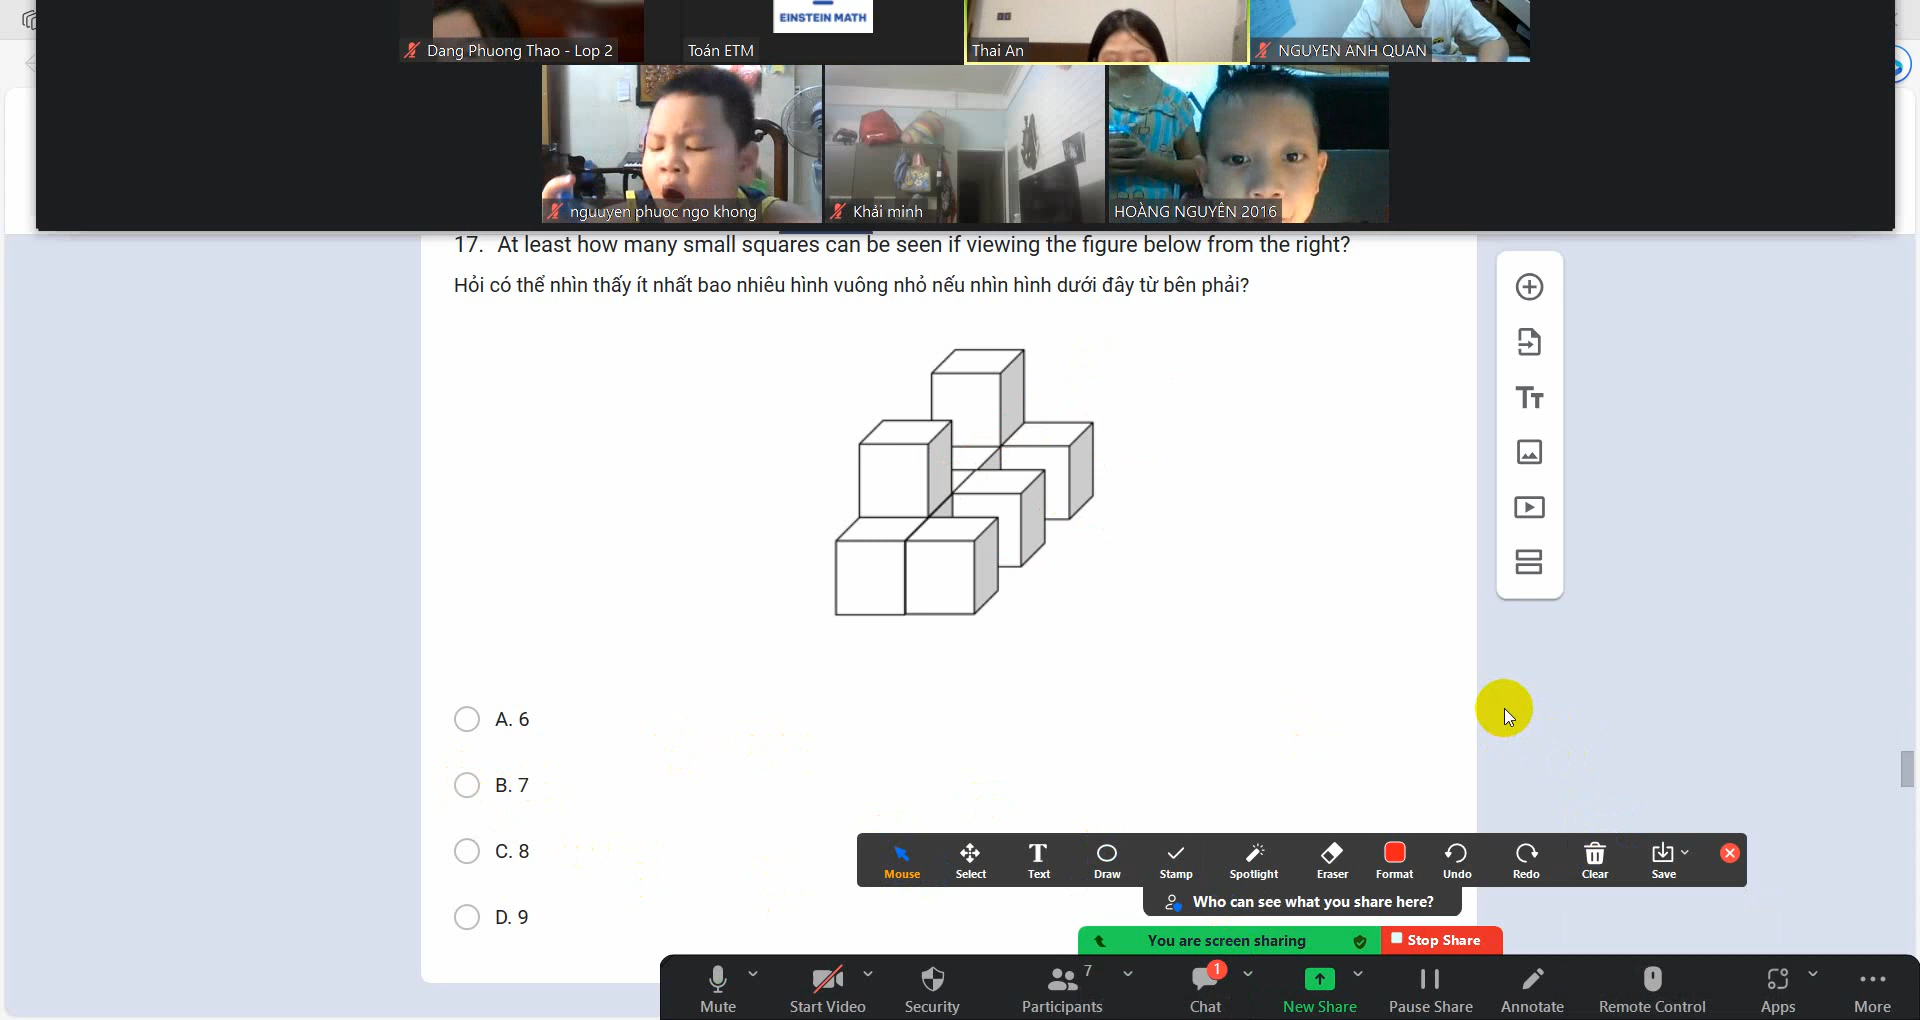 EINSTEIN MATH
Dang Phuong Thao - Lop 2
Toán ETM
Thai An
NGUYEN ANH QUAN
nguuyen phuoc ngo khong
Khải minh
HOÀNG NGUYÊN 2016
17. At least how many small squares can be seen if viewing the figure below from the right?
Hỏi có thể nhìn thấy ít nhất bao nhiêu hình vuông nhỏ nếu nhìn hình dưới đây từ bên phải?
Tт
A. 6
B. 7
C. 8
D. 9
Mouse
Select
T
Text
Draw
Stamp
Spotlight
Eraser
Format
Undo
Redo
Clear
Save
Who can see what you share here?
You are screen sharing
Stop Share
Mute
Start Video
Security
7
Participants
1
Chat
New Share
Pause Share
Annotate
Remote Control
Apps
More